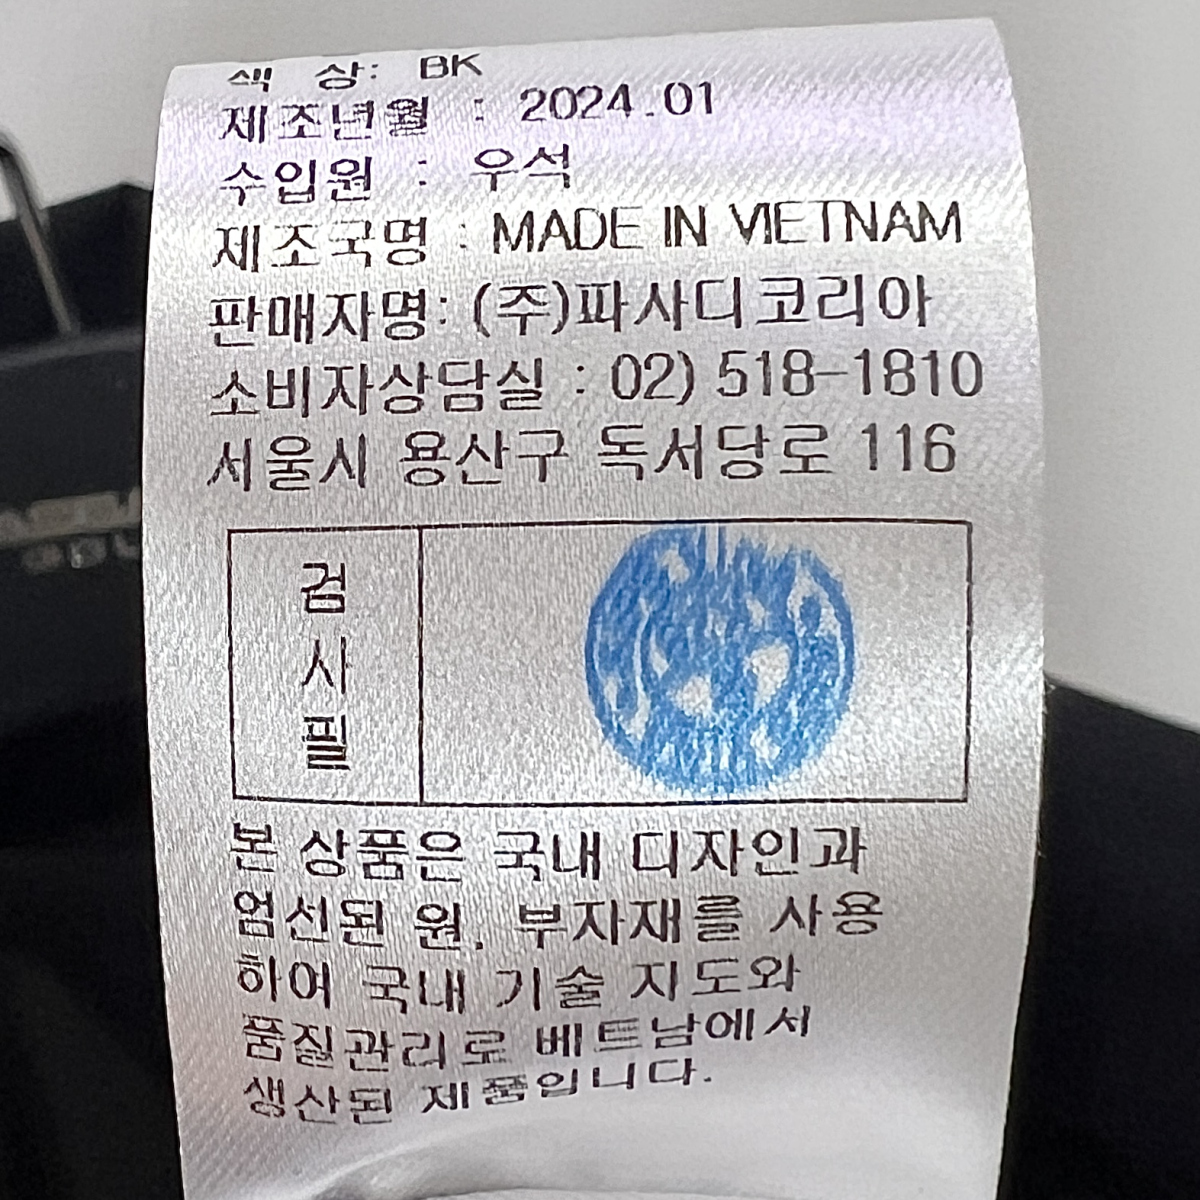 색 상: BK
제조년월 : 2024.01
수입원 : 우석
제조국명 : MADE IN VIETNAM
판매자명: (주)파사디코리아
소비자상담실 : 02) 518-1810
서울시 용산구 독서당로 116
검
사
필
본 상품은 국내 디자인과
엄선된 원. 부자재를 사용
하여 국내 기술 지도와
품질관리로 베트남에서
생산된 제품입니다.